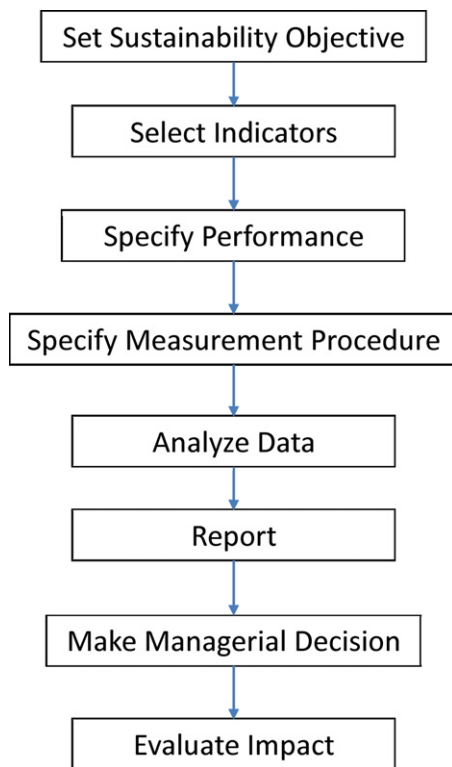 Set Sustainability Objective
Select Indicators
Specify Performance
Specify Measurement Procedure
Analyze Data
Report
Make Managerial Decision
Evaluate Impact